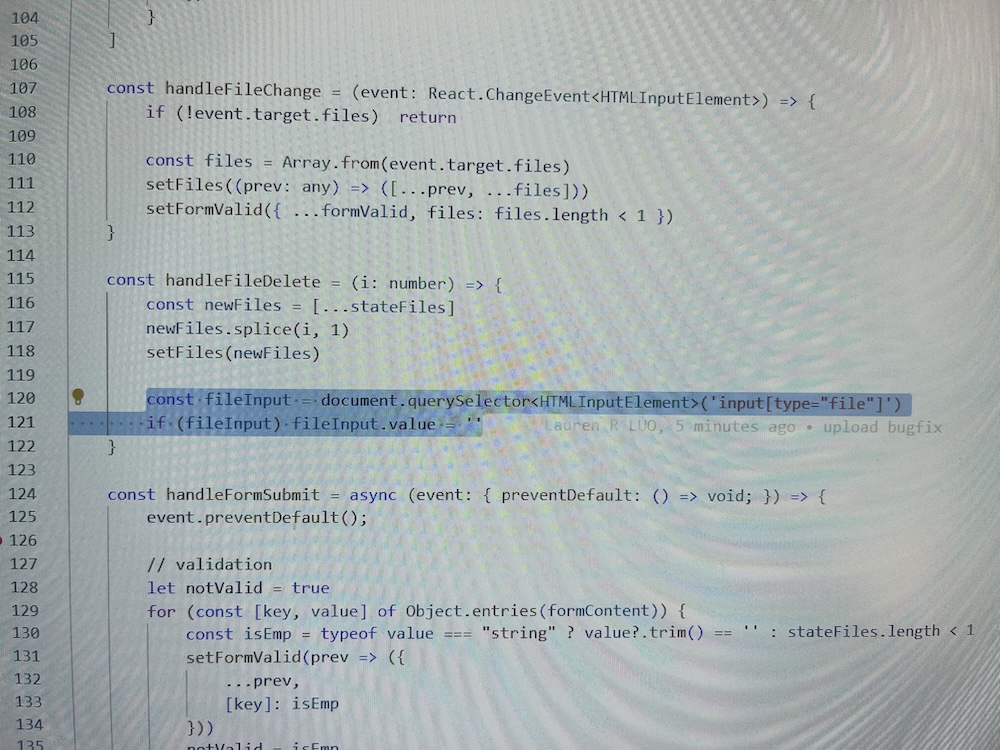 104 }
105 ]
106
107 const handleFileChange = (event: React.ChangeEvent<HTMLInputElement>) => {
108 if (!event.target.files) return
109
110 const files = Array.from(event.target.files)
111 setFiles((prev: any) => ([...prev, ...files]))
112 setFormValid({ ...formValid, files: files.length < 1 })
113 }
114
115 const handleFileDelete = (i: number) => {
116 const newFiles = [...stateFiles]
117 newFiles.splice(i, 1)
118 setFiles(newFiles)
119
120 const fileInput = document.querySelector<HTMLInputElement>('input[type="file"]')
121 if (fileInput) fileInput.value = '' Lauren R LUO, 5 minutes ago • upload bugfix
122 }
123
124 const handleFormSubmit = async (event: { preventDefault: () => void; }) => {
125 event.preventDefault();
126
127 // validation
128 let notValid = true
129 for (const [key, value] of Object.entries(formContent)) {
130 const isEmp = typeof value === "string" ? value?.trim() == '' : stateFiles.length < 1
131 setFormValid(prev => ({
132 ...prev,
133 [key]: isEmp
134 }))
135 notValid = isEmp